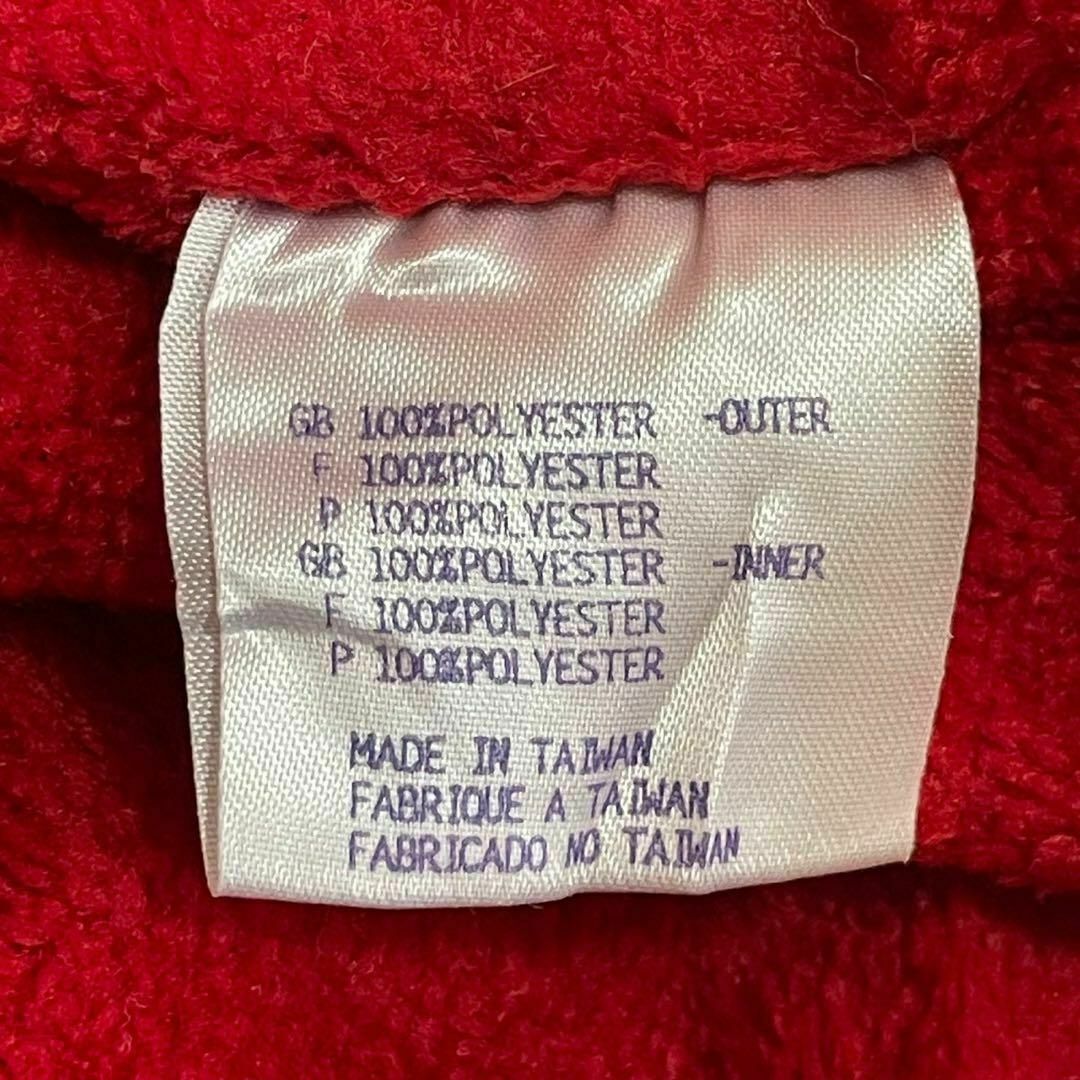 GB 100%POLYESTER -OUTER
F 100%POLYESTER
P 100%POLYESTER
GB 100%POLYESTER -INNER
F 100%POLYESTER
P 100%POLYESTER
MADE IN TAIWAN
FABRIQUE A TAIWAN
FABRICADO NO TAIWAN